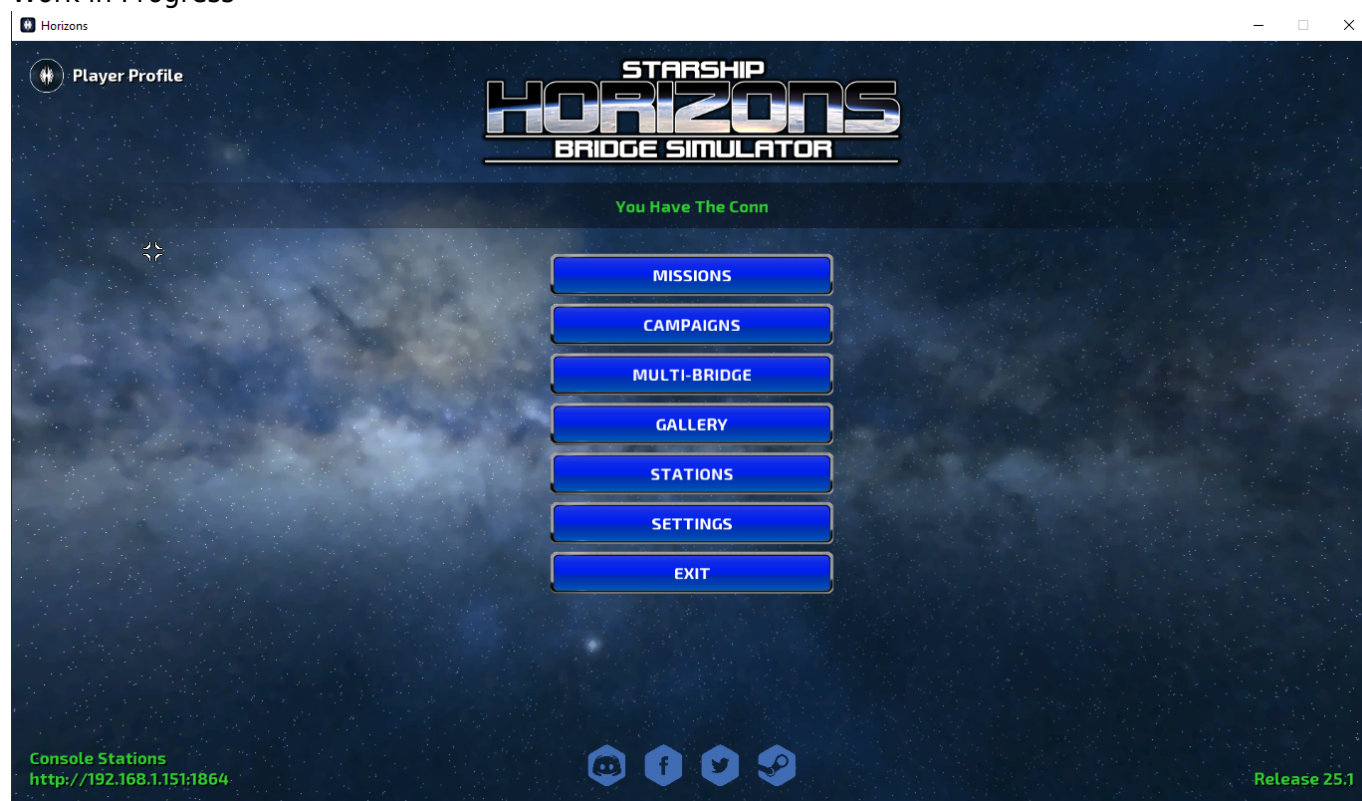 Work in Progress
Horizons
Player Profile
STARSHIP
HORIZONS
BRIDGE SIMULATOR
You Have The Conn
MISSIONS
CAMPAIGNS
MULTI-BRIDGE
GALLERY
STATIONS
SETTINGS
EXIT
Console Stations
http://192.168.1.151:1864
Release 25.1